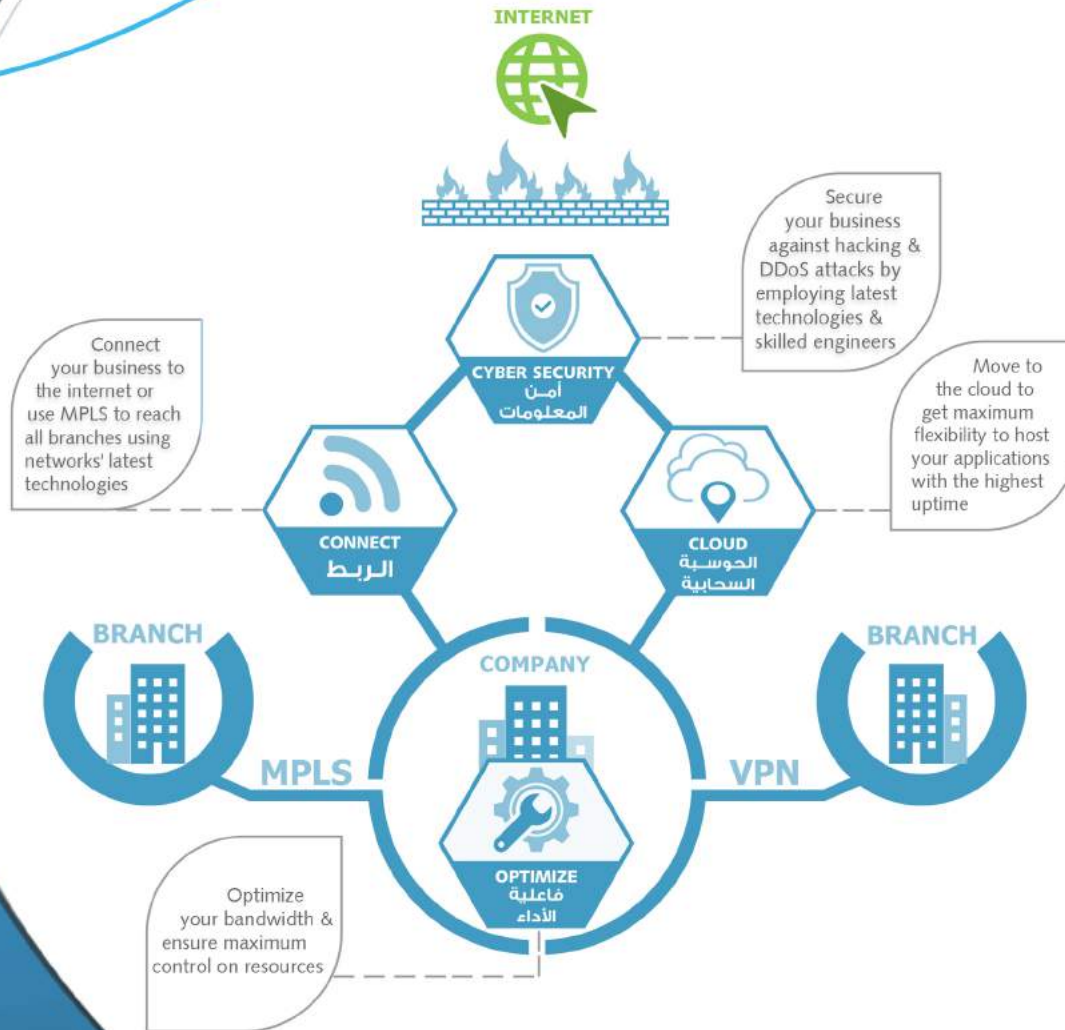 INTERNET
Secure
your business
against hacking &
DDoS attacks by
employing latest
technologies &
skilled engineers
CYBER SECURITY
أمـن
المعلومات
Connect
your business to
the internet or
use MPLS to reach
all branches using
networks' latest
technologies
Move to
the cloud to
get maximum
flexibility to host
your applications
with the highest
uptime
CONNECT
الـربـط
CLOUD
الحوسـبـة
السحابية
BRANCH
COMPANY
BRANCH
MPLS
VPN
OPTIMIZE
فاعلية
الأداء
Optimize
your bandwidth &
ensure maximum
control on resources